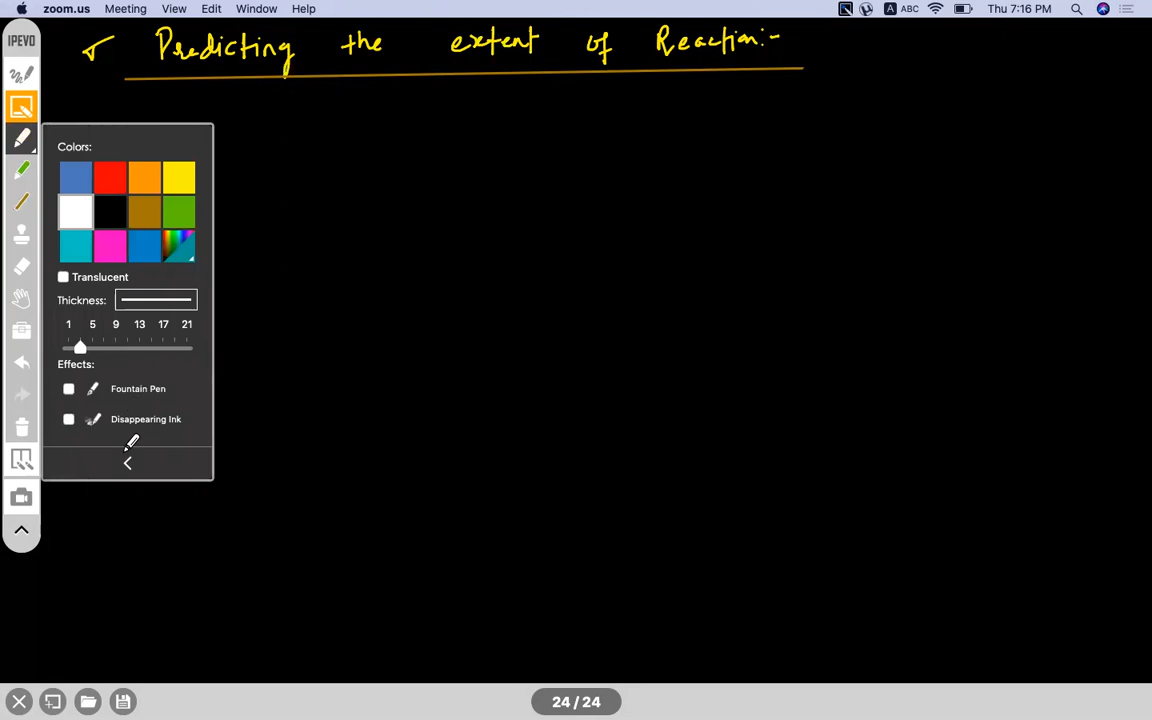 zoom.us Meeting View Edit Window Help A ABC Thu 7:16 PM
IPEVO
Predicting the extent of Reaction:-
Colors:
Translucent
Thickness:
1 5 9 13 17 21
Effects:
Fountain Pen
Disappearing Ink
24 / 24